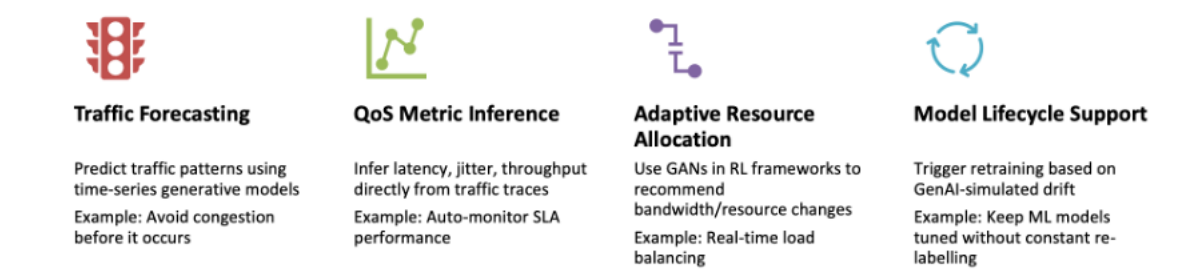 Traffic Forecasting
Predict traffic patterns using
time-series generative models
Example: Avoid congestion
before it occurs
QoS Metric Inference
Infer latency, jitter, throughput
directly from traffic traces
Example: Auto-monitor SLA
performance
Adaptive Resource
Allocation
Use GANs in RL frameworks to
recommend
bandwidth/resource changes
Example: Real-time load
balancing
Model Lifecycle Support
Trigger retraining based on
GenAI-simulated drift
Example: Keep ML models
tuned without constant re-
labelling